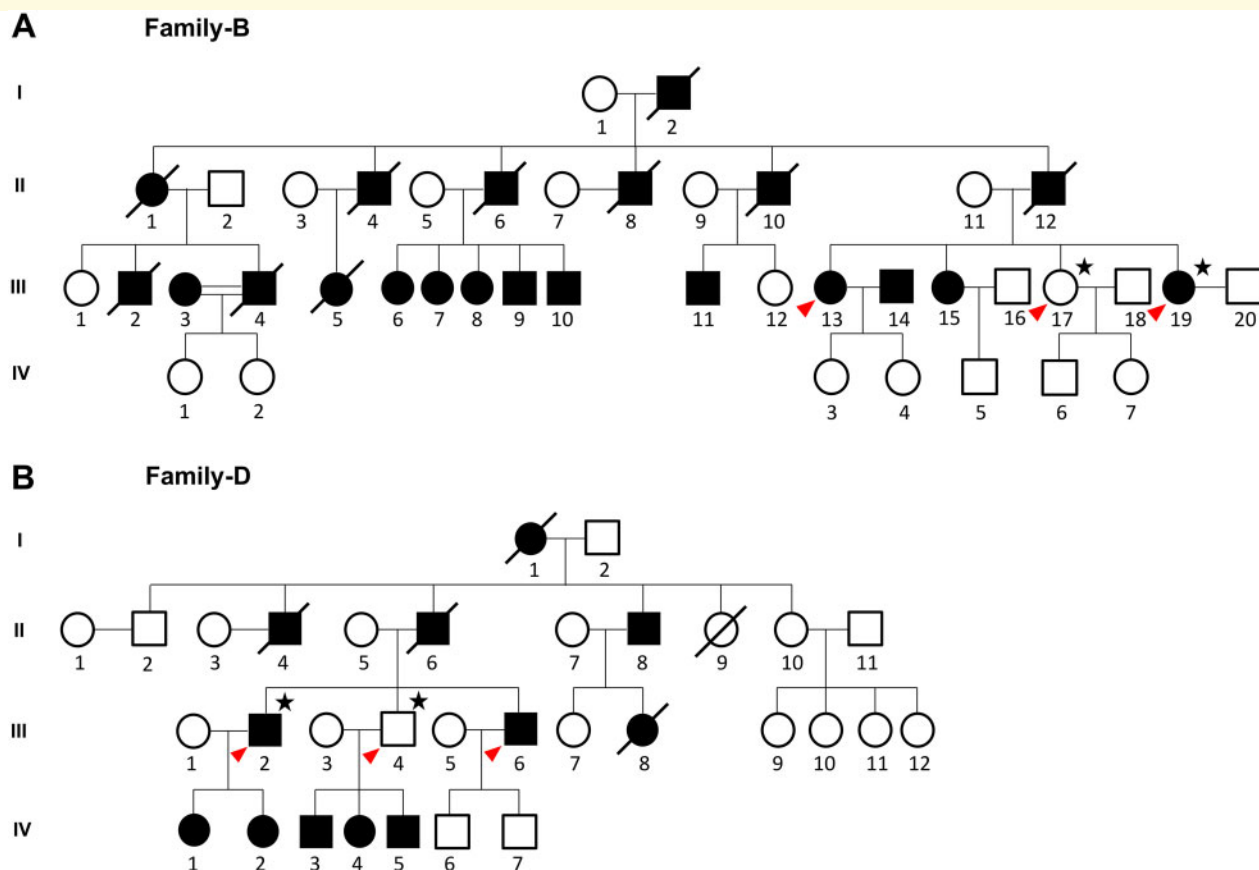 A Family-B
I
1 2
II
1 2 3 4 5 6 7 8 9 10 11 12
III
1 2 3 4 5 6 7 8 9 10 11 12 13 14 15 16 17 18 19 20
IV
1 2 3 4 5 6 7
B Family-D
I
1 2
II
1 2 3 4 5 6 7 8 9 10 11
III
1 2 3 4 5 6 7 8 9 10 11 12
IV
1 2 3 4 5 6 7